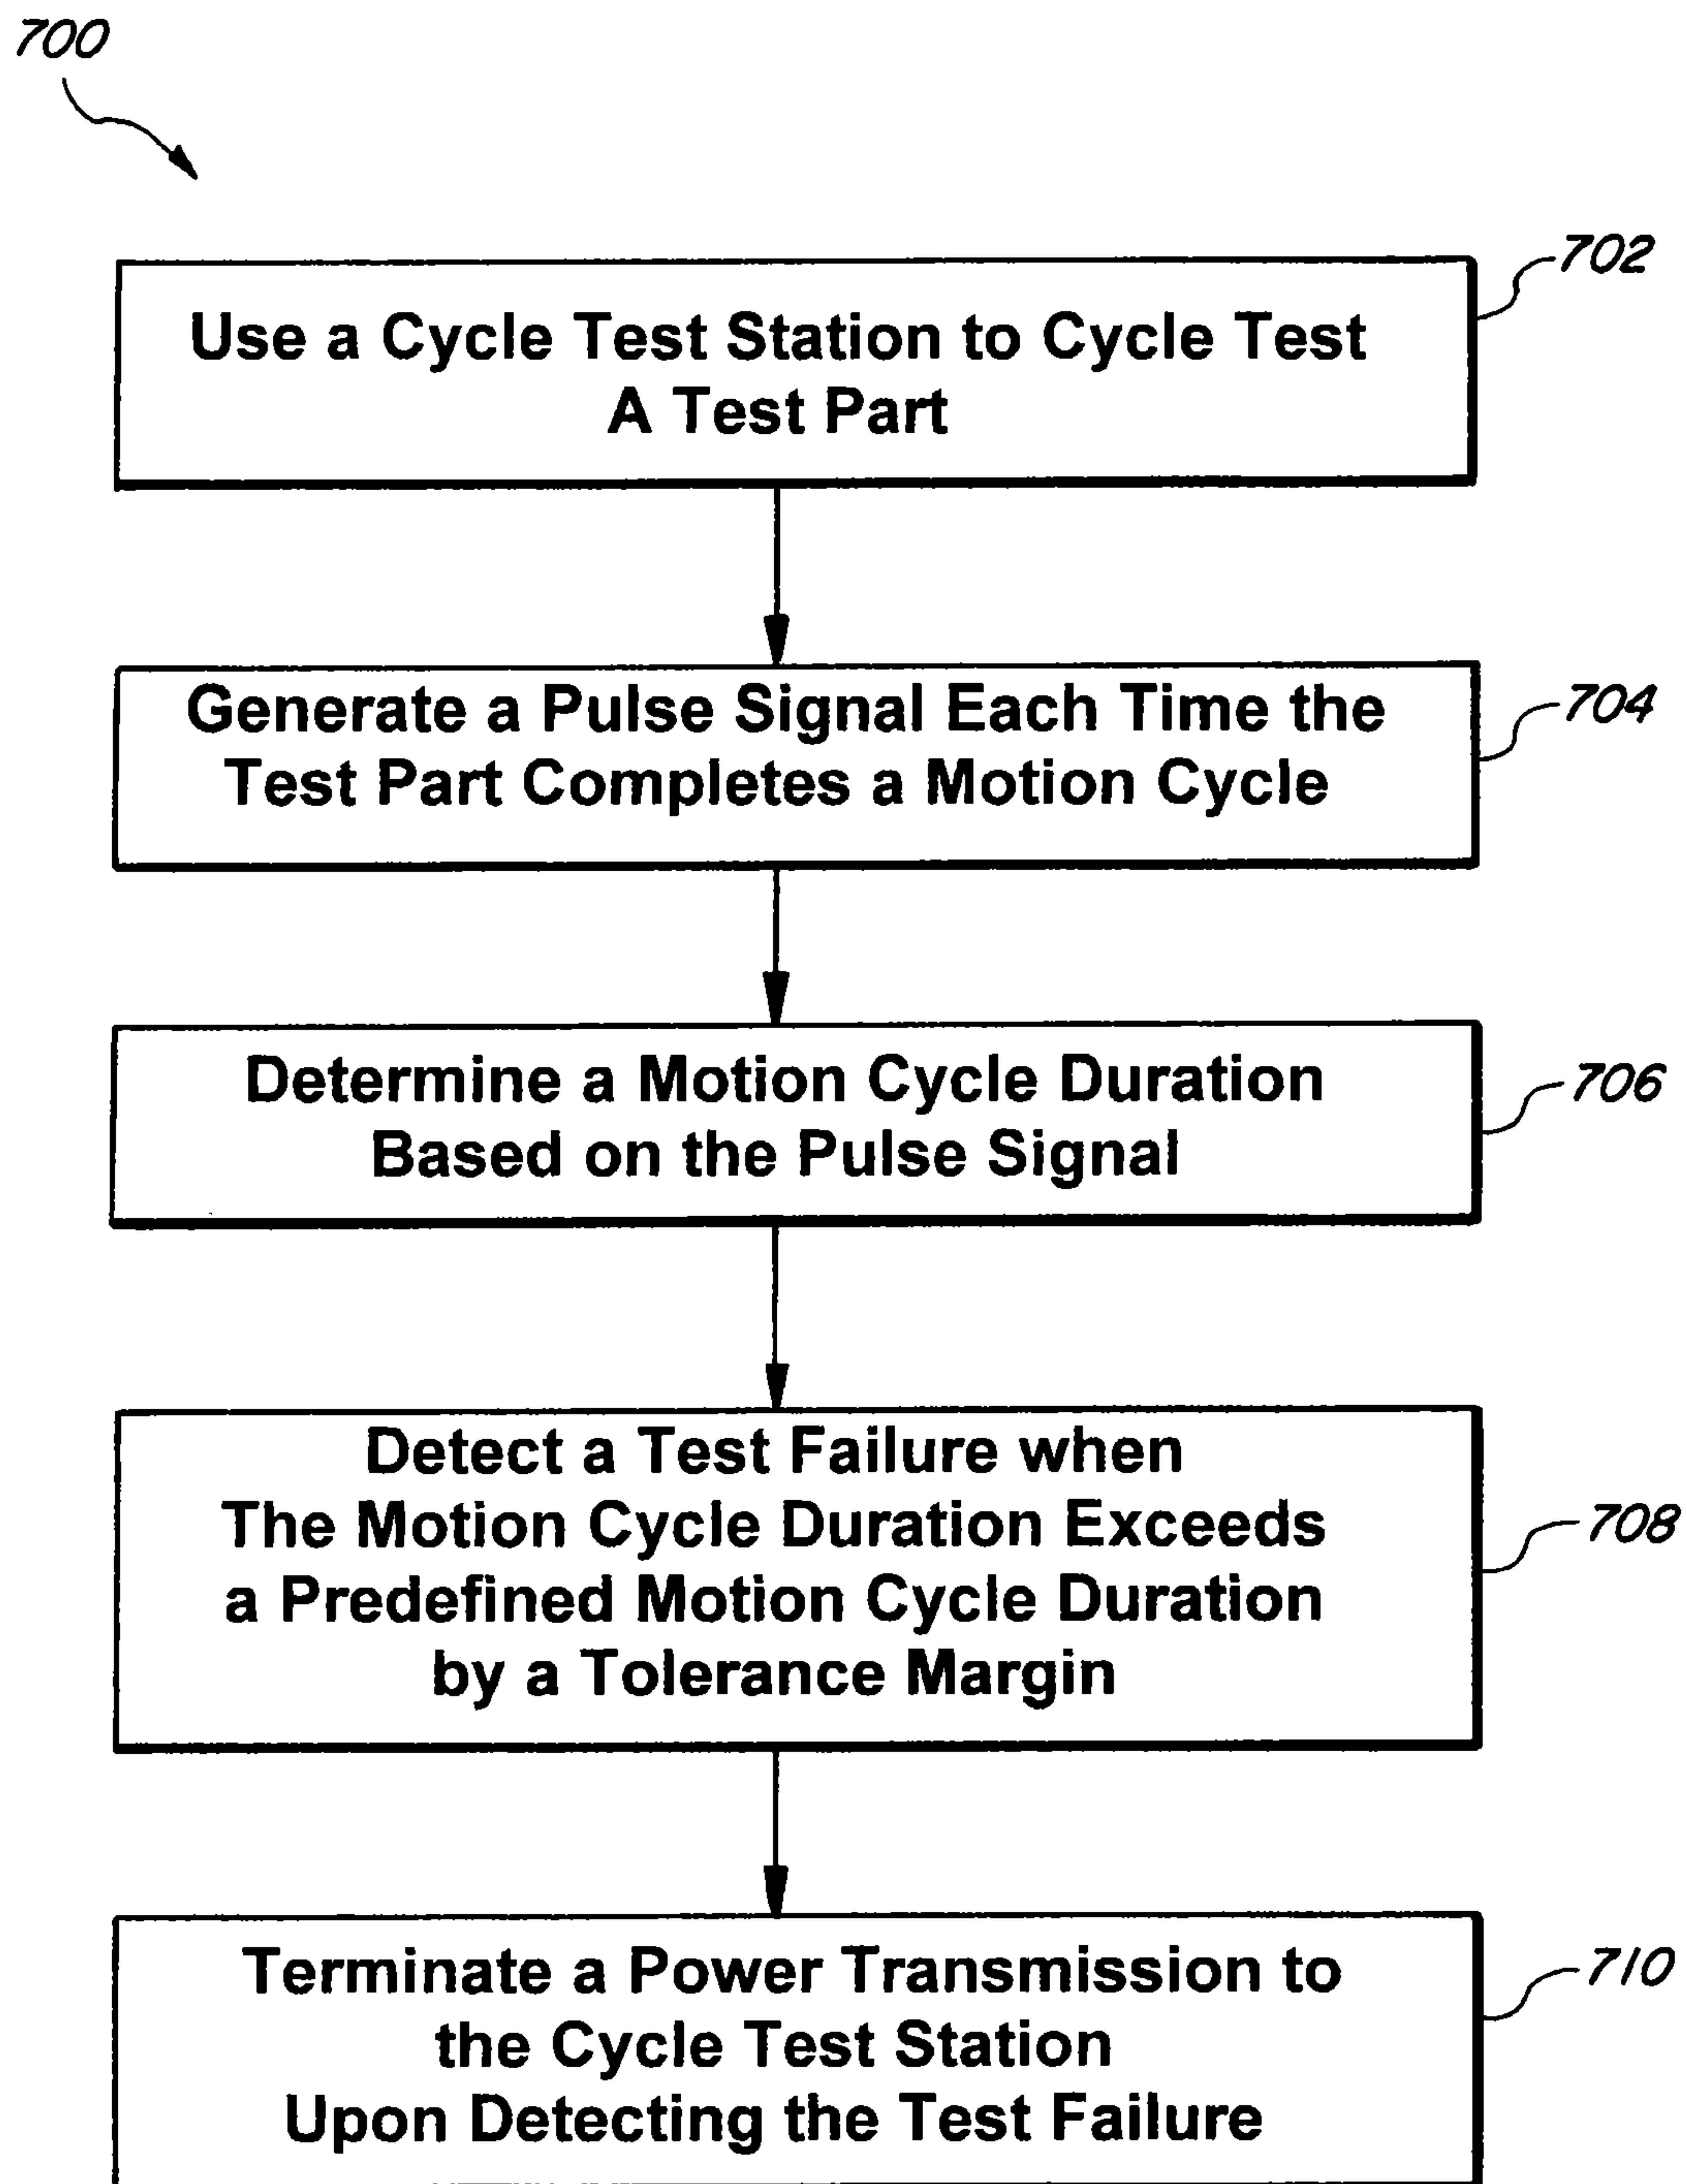 700
702
Use a Cycle Test Station to Cycle Test
A Test Part
704
Generate a Pulse Signal Each Time the
Test Part Completes a Motion Cycle
706
Determine a Motion Cycle Duration
Based on the Pulse Signal
708
Detect a Test Failure when
The Motion Cycle Duration Exceeds
a Predefined Motion Cycle Duration
by a Tolerance Margin
710
Terminate a Power Transmission to
the Cycle Test Station
Upon Detecting the Test Failure